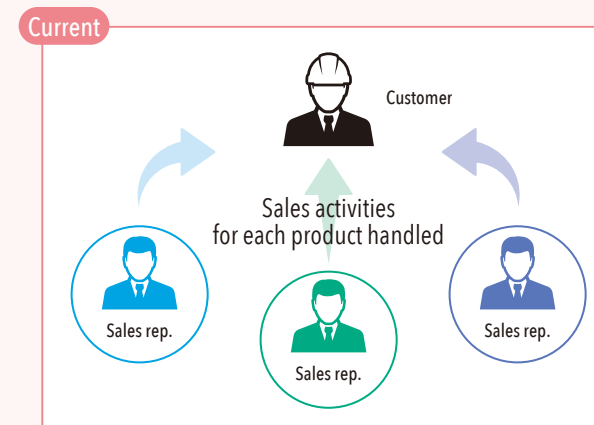 Current
Customer
Sales activities
for each product handled
Sales rep.
Sales rep.
Sales rep.